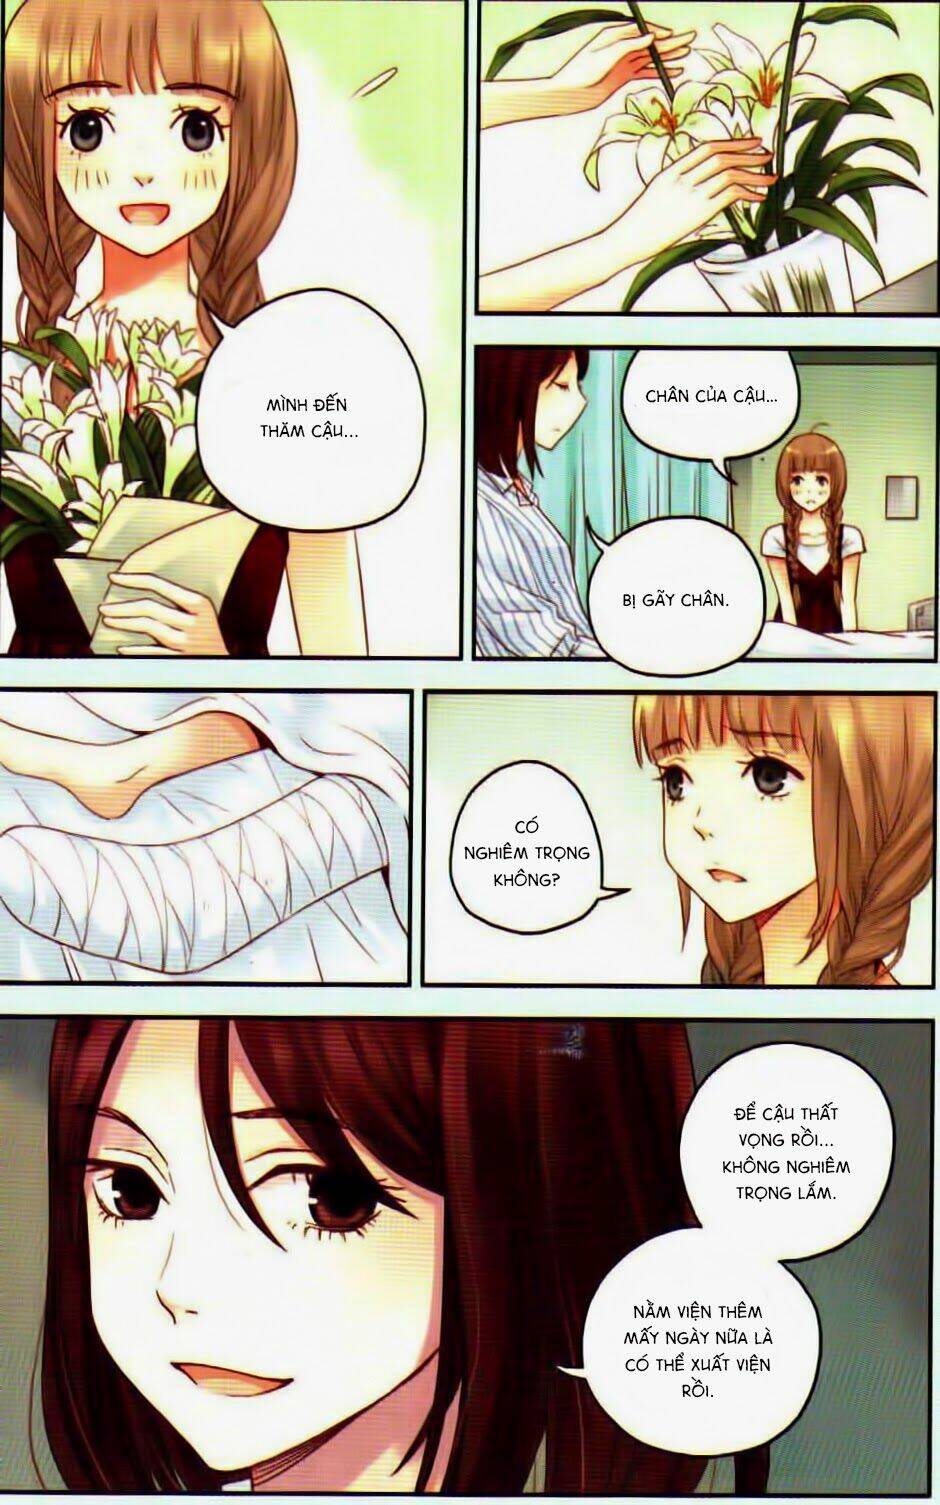 MÌNH ĐẾN
THĂM CẬU...
CHÂN CỦA CẬU...
BỊ GÃY CHÂN.
CÓ
NGHIÊM TRỌNG
KHÔNG?
ĐỂ CẬU THẤT
VỌNG RỒI...
KHÔNG NGHIÊM
TRỌNG LẮM.
NẰM VIỆN THÊM
MẤY NGÀY NỮA LÀ
CÓ THỂ XUẤT VIỆN
RỒI.